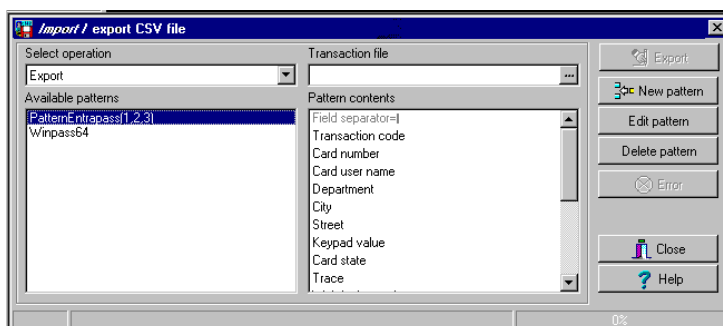 Import / export CSV file
Select operation
Transaction file
Export
Export
...
Available patterns
Pattern contents
New pattern
PatternEntrapass(1,2,3)
Winpass64
Field separator=|
Transaction code
Card number
Card user name
Department
City
Street
Keypad value
Card state
Trace
Edit pattern
Delete pattern
Error
Close
Help
0%